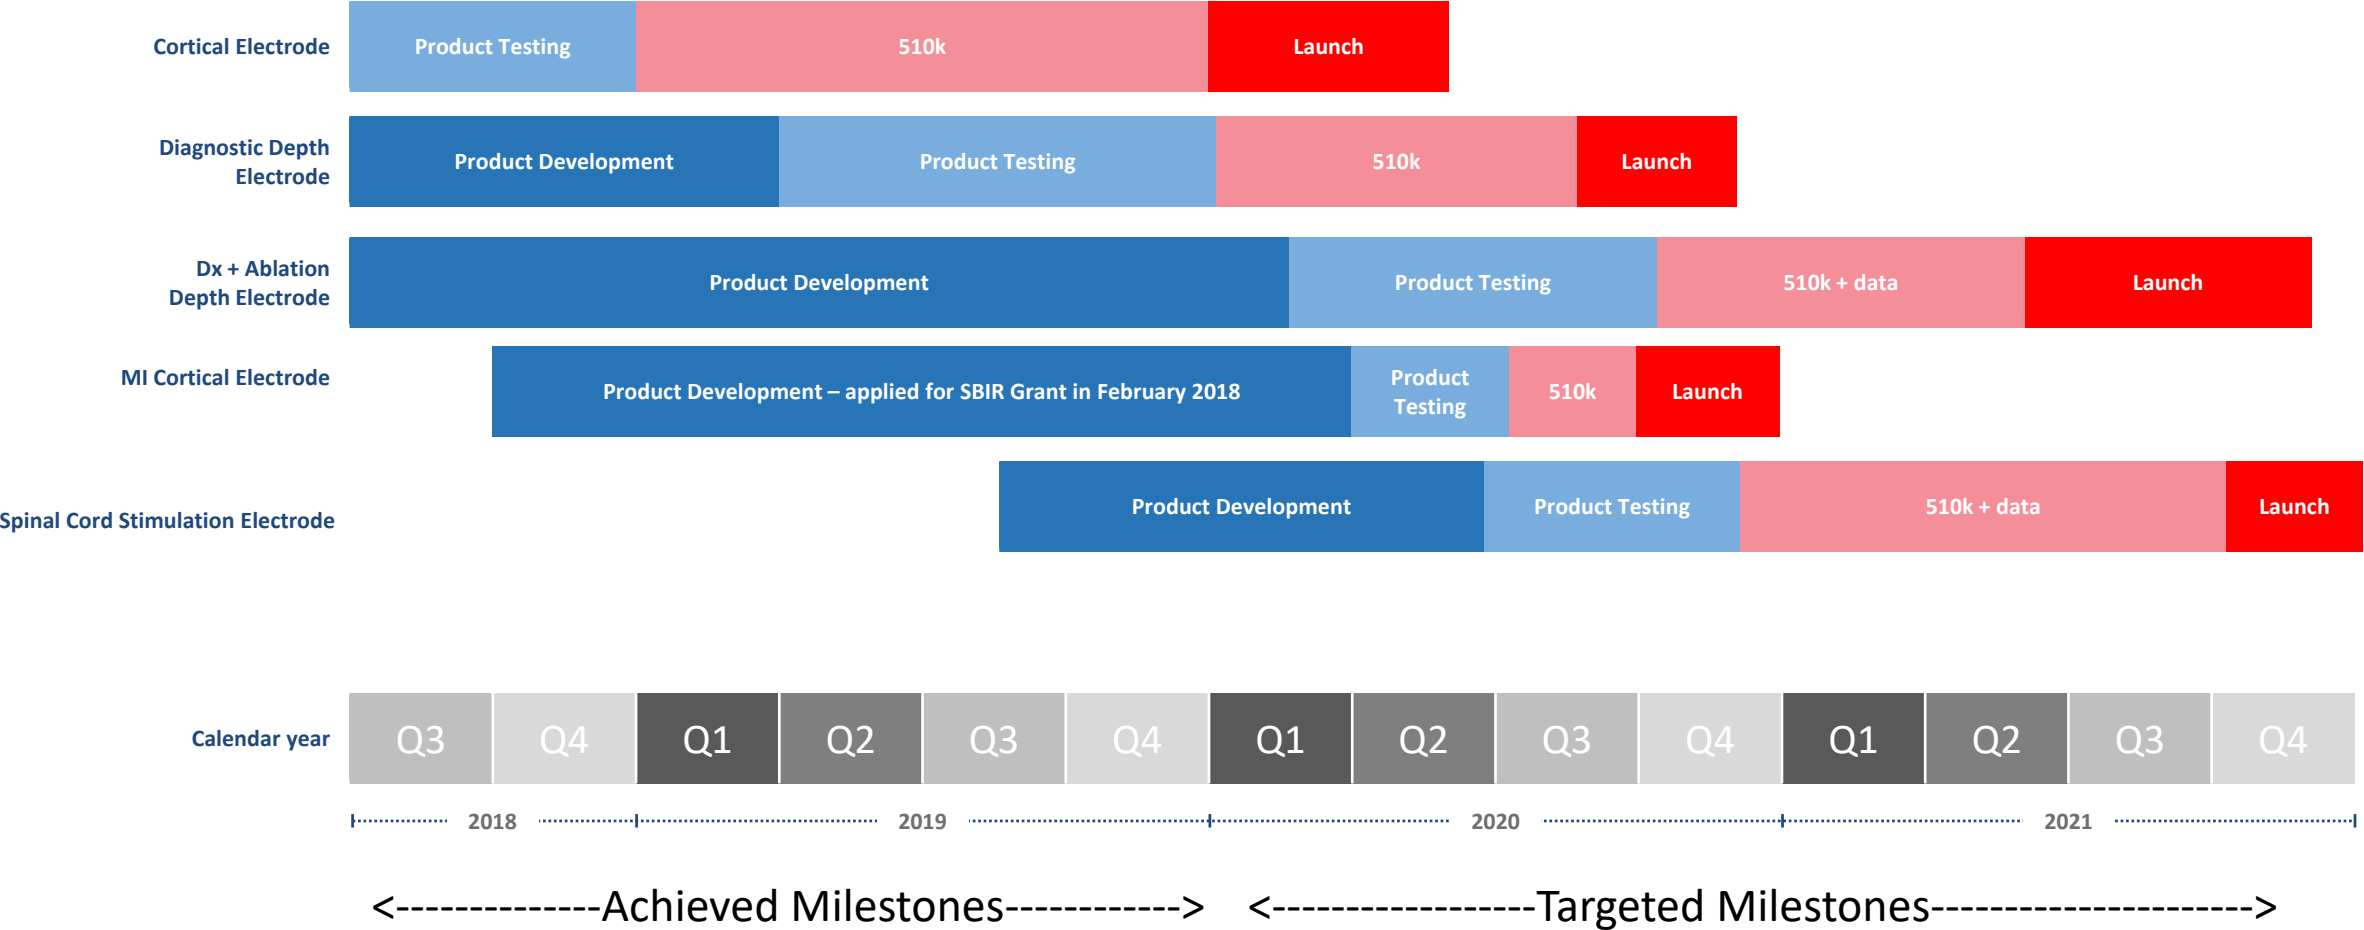 Cortical Electrode
Product Testing
510k
Launch
Diagnostic Depth
Electrode
Product Development
Product Testing
510k
Launch
Dx + Ablation
Depth Electrode
Product Development
Product Testing
510k + data
Launch
MI Cortical Electrode
Product Development – applied for SBIR Grant in February 2018
Product
Testing
510k
Launch
Spinal Cord Stimulation Electrode
Product Development
Product Testing
510k + data
Launch
Calendar year
Q3
Q4
Q1
Q2
Q3
Q4
Q1
Q2
Q3
Q4
Q1
Q2
Q3
Q4
2018
2019
2020
2021
<--------------Achieved Milestones------------>
<------------------Targeted Milestones---------------------->